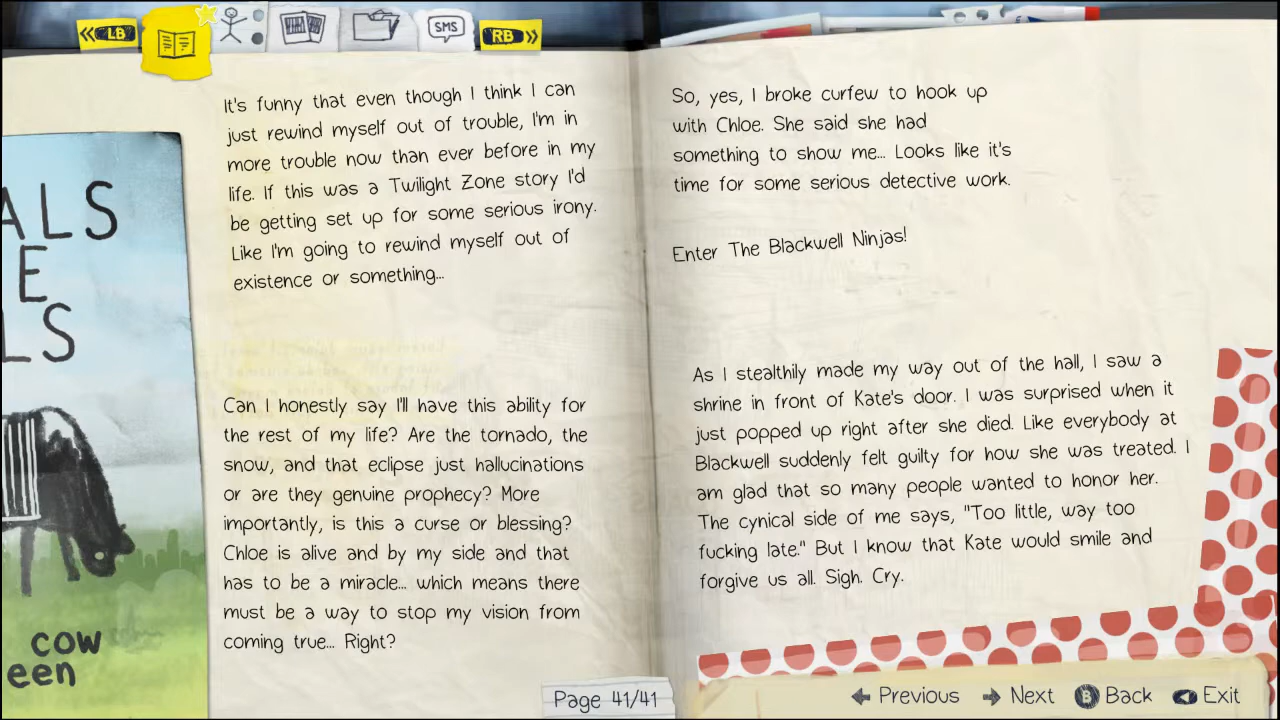 LB
SMS
RB
ALS
E
LS
cow
een
It's funny that even though I think I can
just rewind myself out of trouble, I'm in
more trouble now than ever before in my
life. If this was a Twilight Zone story I'd
be getting set up for some serious irony.
Like I'm going to rewind myself out of
existence or something...
Can I honestly say I'll have this ability for
the rest of my life? Are the tornado, the
snow, and that eclipse just hallucinations
or are they genuine prophecy? More
importantly, is this a curse or blessing?
Chloe is alive and by my side and that
has to be a miracle... which means there
must be a way to stop my vision from
coming true... Right?
So, yes, I broke curfew to hook up
with Chloe. She said she had
something to show me... Looks like it's
time for some serious detective work.
Enter The Blackwell Ninjas!
As I stealthily made my way out of the hall, I saw a
shrine in front of Kate's door. I was surprised when it
just popped up right after she died. Like everybody at
Blackwell suddenly felt guilty for how she was treated. I
am glad that so many people wanted to honor her.
The cynical side of me says, "Too little, way too
fucking late." But I know that Kate would smile and
forgive us all. Sigh. Cry.
Page 41/41
Previous
Next
B Back
Exit